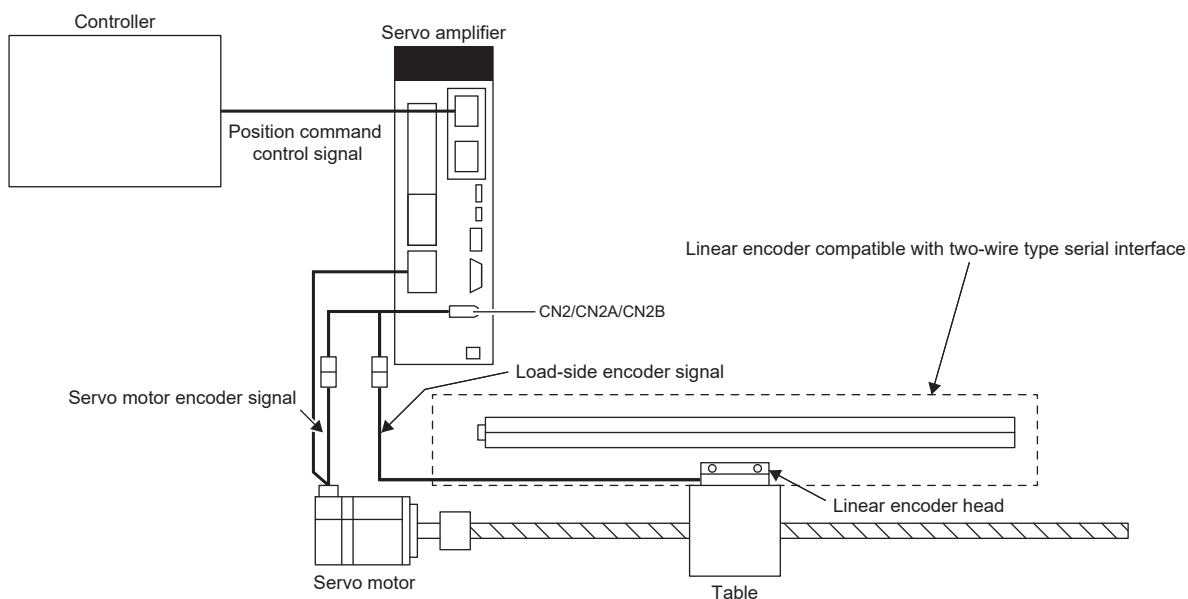 Controller
Servo amplifier
Position command
control signal
Linear encoder compatible with two-wire type serial interface
CN2/CN2A/CN2B
Load-side encoder signal
Servo motor encoder signal
Linear encoder head
Servo motor
Table